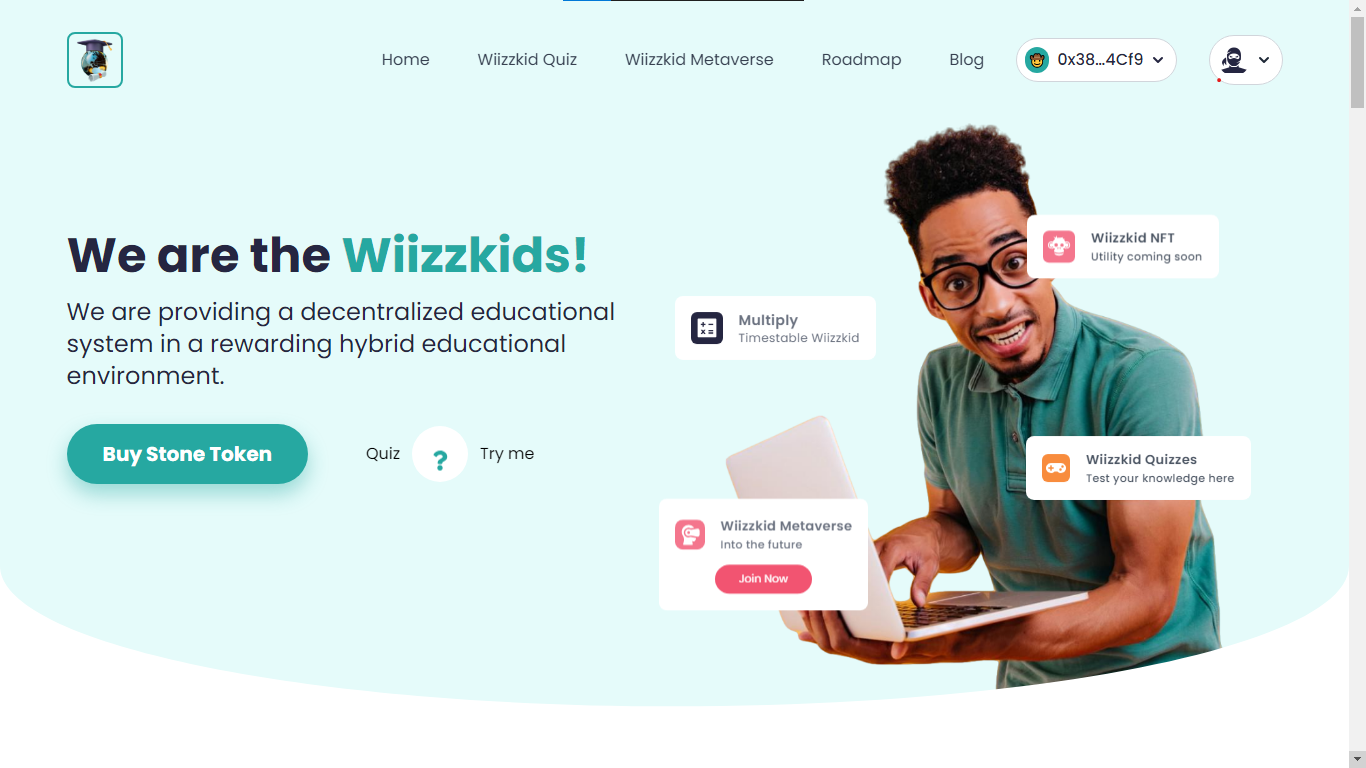 Home
Wiizzkid Quiz
Wiizzkid Metaverse
Roadmap
Blog
0x38...4Cf9
We are the Wiizzkids!
We are providing a decentralized educational
system in a rewarding hybrid educational
environment.
Buy Stone Token
Quiz
?
Try me
Wiizzkid NFT
Utility coming soon
Multiply
Timestable Wiizzkid
Wiizzkid Quizzes
Test your knowledge here
Wiizzkid Metaverse
Into the future
Join Now